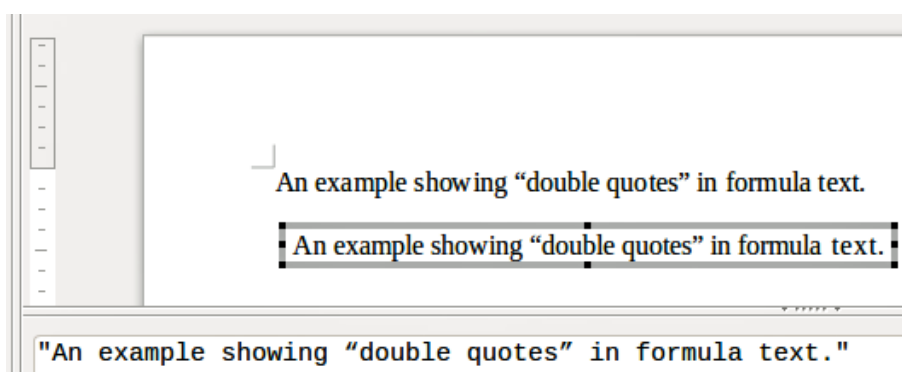 An example showing “double quotes” in formula text.
An example showing “double quotes” in formula text.
"An example showing “double quotes” in formula text."